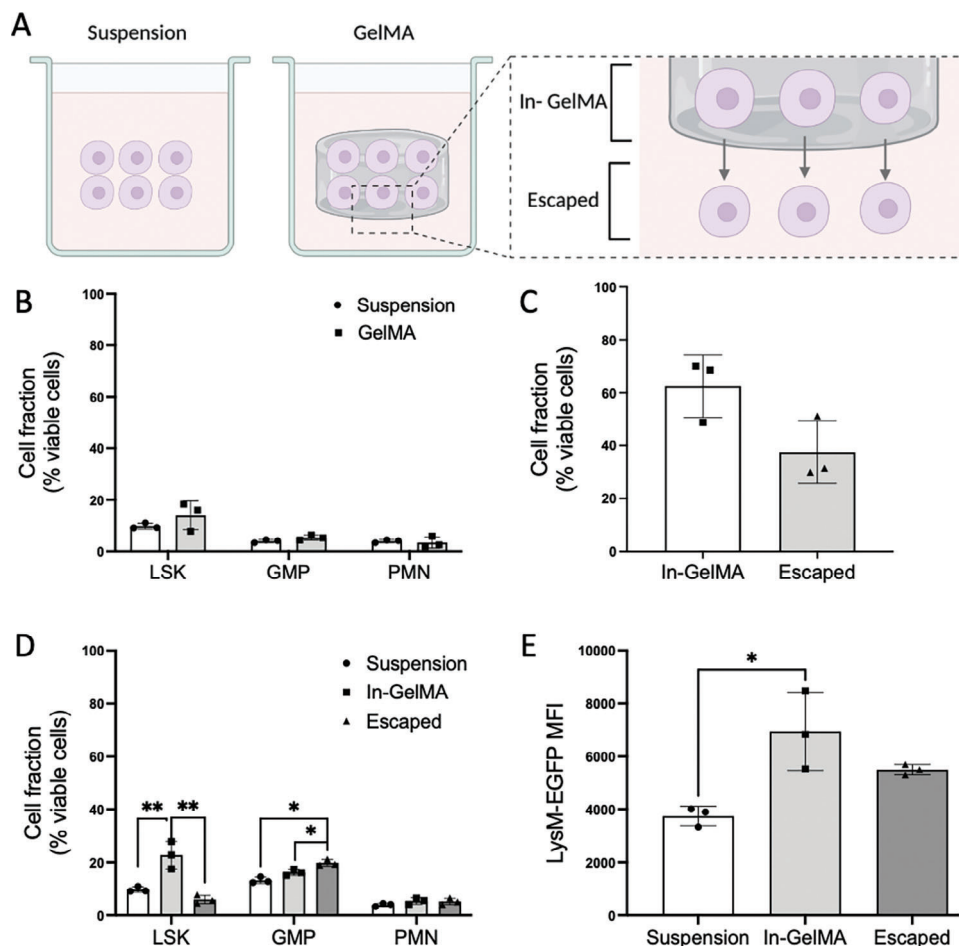 A
Suspension
GelMA
In- GelMA
Escaped
B
Cell fraction
(% viable cells)
100
80
60
40
20
0
Suspension
GelMA
LSK
GMP
PMN
C
Cell fraction
(% viable cells)
100
80
60
40
20
0
In-GelMA
Escaped
D
Cell fraction
(% viable cells)
100
80
60
40
20
0
Suspension
In-GelMA
Escaped
**
**
*
*
LSK
GMP
PMN
E
LysM-EGFP MFI
10000
8000
6000
4000
2000
0
*
Suspension
In-GelMA
Escaped